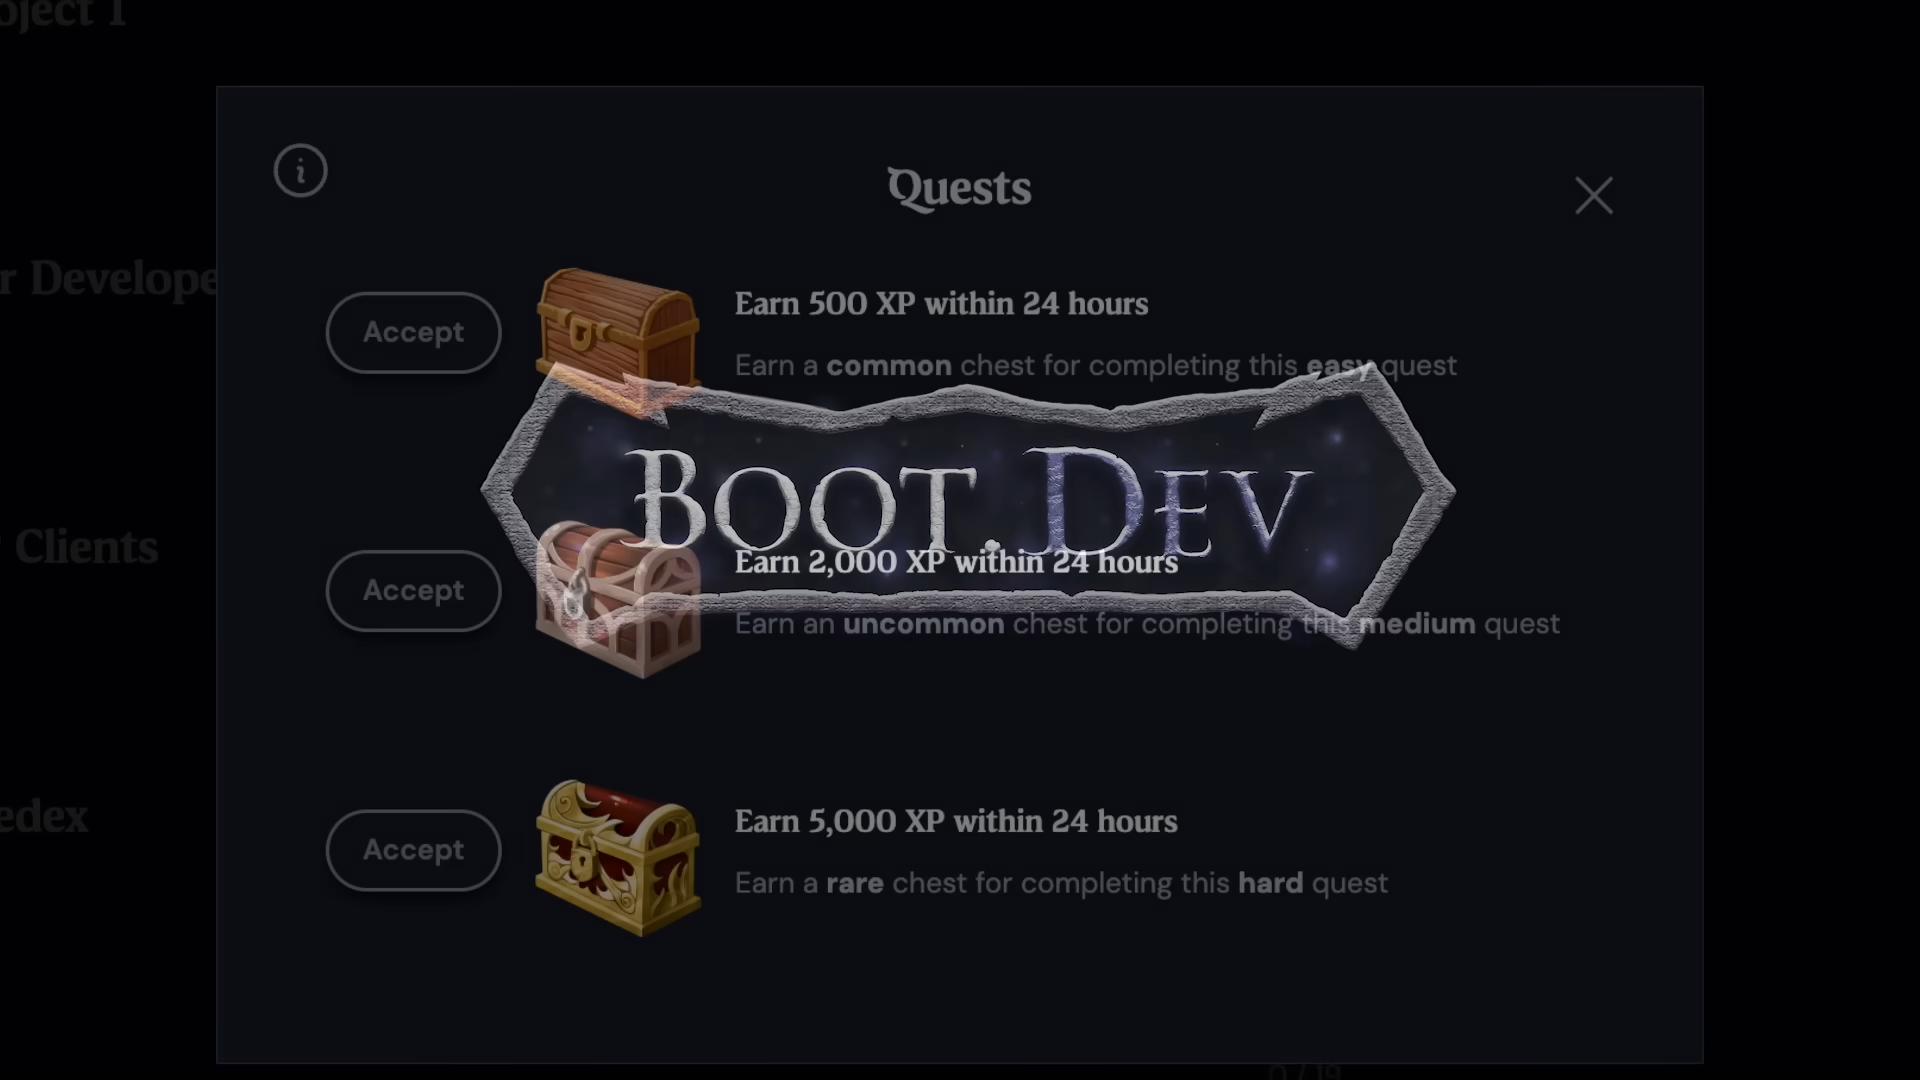 oject 1
Quests
Earn 500 XP within 24 hours
Accept
Earn a common chest for completing this easy quest
r Develope
BOOT.DEV
Earn 2,000 XP within 24 hours
Accept
Earn an uncommon chest for completing this medium quest
Clients
Earn 5,000 XP within 24 hours
Accept
Earn a rare chest for completing this hard quest
edex
0 / 19